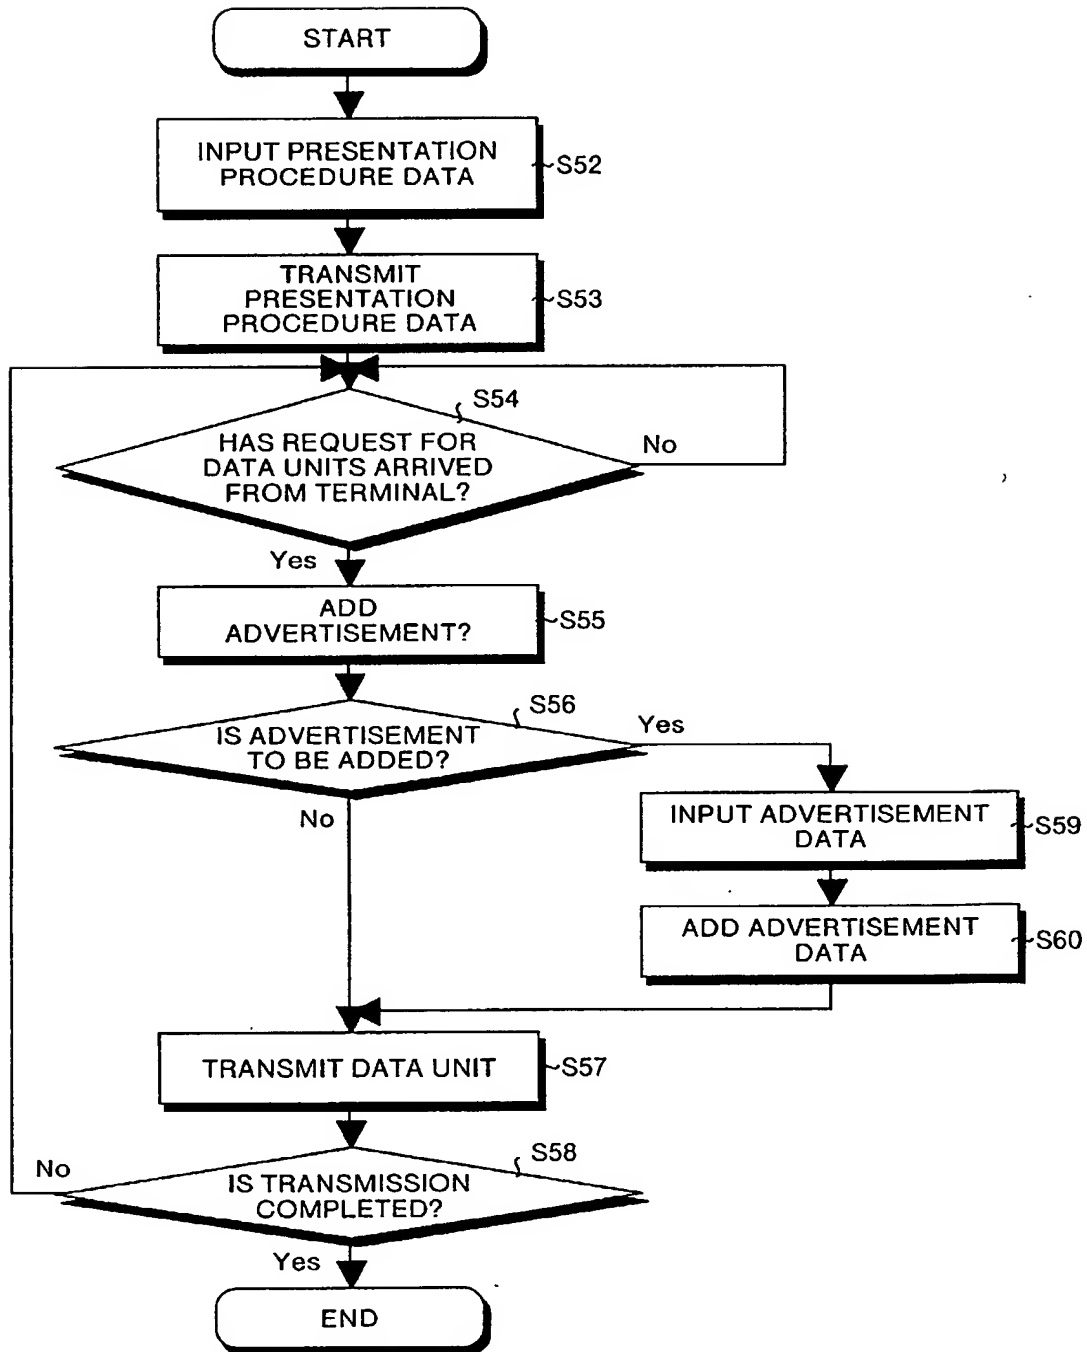 START
INPUT PRESENTATION
PROCEDURE DATA
S52
TRANSMIT
PRESENTATION
PROCEDURE DATA
S53
S54
HAS REQUEST FOR
DATA UNITS ARRIVED
FROM TERMINAL?
No
Yes
ADD
ADVERTISEMENT?
S55
S56
IS ADVERTISEMENT
TO BE ADDED?
Yes
No
INPUT ADVERTISEMENT
DATA
S59
ADD ADVERTISEMENT
DATA
S60
TRANSMIT DATA UNIT
S57
S58
No
IS TRANSMISSION
COMPLETED?
Yes
END